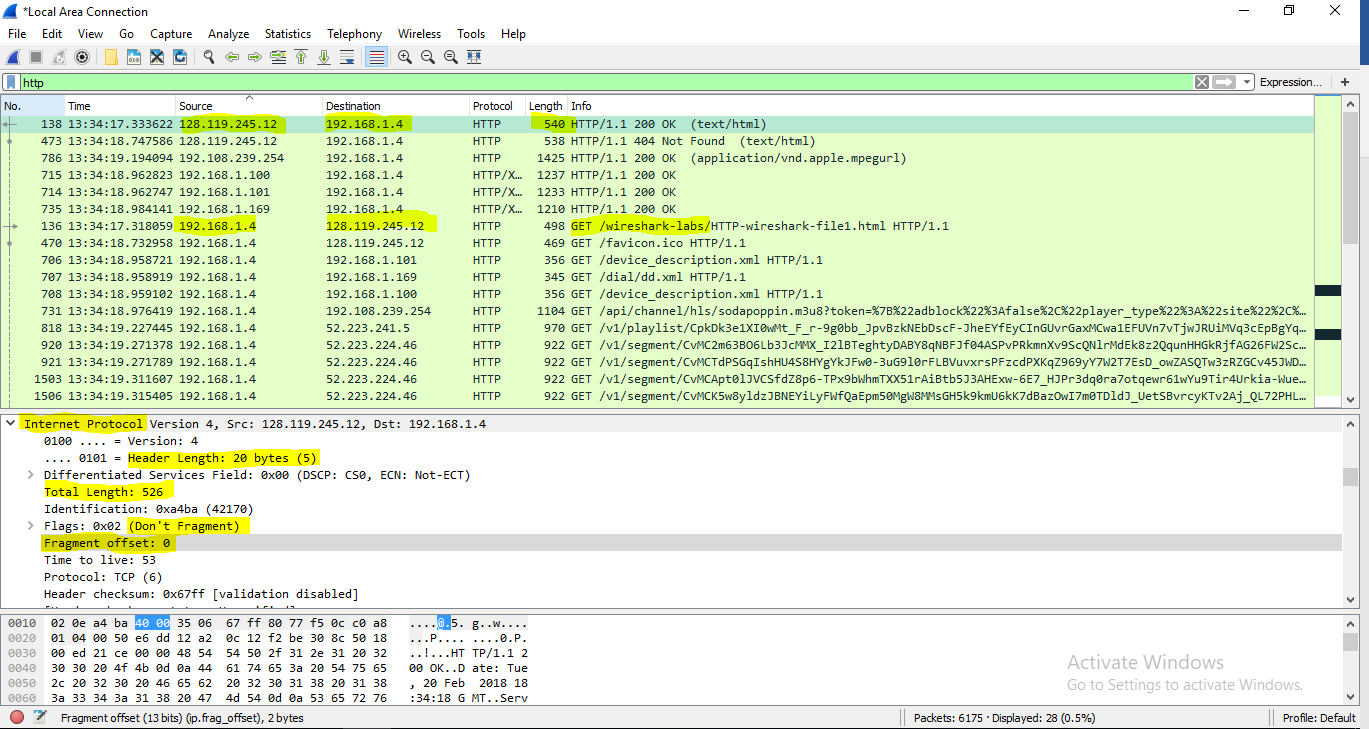 *Local Area Connection
File Edit View Go Capture Analyze Statistics Telephony Wireless Tools Help
http Expression... +
No. Time Source Destination Protocol Length Info
138 13:34:17.333622 128.119.245.12 192.168.1.4 HTTP 540 HTTP/1.1 200 OK (text/html)
473 13:34:18.747586 128.119.245.12 192.168.1.4 HTTP 538 HTTP/1.1 404 Not Found (text/html)
786 13:34:19.194094 192.108.239.254 192.168.1.4 HTTP 1425 HTTP/1.1 200 OK (application/vnd.apple.mpegurl)
715 13:34:18.962823 192.168.1.100 192.168.1.4 HTTP/X… 1237 HTTP/1.1 200 OK
714 13:34:18.962747 192.168.1.101 192.168.1.4 HTTP/X… 1233 HTTP/1.1 200 OK
735 13:34:18.984141 192.168.1.169 192.168.1.4 HTTP/X… 1210 HTTP/1.1 200 OK
136 13:34:17.318059 192.168.1.4 128.119.245.12 HTTP 498 GET /wireshark-labs/HTTP-wireshark-file1.html HTTP/1.1
470 13:34:18.732958 192.168.1.4 128.119.245.12 HTTP 469 GET /favicon.ico HTTP/1.1
706 13:34:18.958721 192.168.1.4 192.168.1.101 HTTP 356 GET /device_description.xml HTTP/1.1
707 13:34:18.958919 192.168.1.4 192.168.1.169 HTTP 345 GET /dial/dd.xml HTTP/1.1
708 13:34:18.959102 192.168.1.4 192.168.1.100 HTTP 356 GET /device_description.xml HTTP/1.1
731 13:34:18.976419 192.168.1.4 192.108.239.254 HTTP 1104 GET /api/channel/hls/sodapoppin.m3u8?token=%7B%22adblock%22%3Afalse%2C%22player_type%22%3A%22site%22%2C%…
818 13:34:19.227445 192.168.1.4 52.223.241.5 HTTP 970 GET
920 13:34:19.271378 192.168.1.4 52.223.224.46 HTTP 922 GET
921 13:34:19.271789 192.168.1.4 52.223.224.46 HTTP 922 GET
1503 13:34:19.311607 192.168.1.4 52.223.224.46 HTTP 922 GET
1506 13:34:19.315405 192.168.1.4 52.223.224.46 HTTP 922 GET
Internet Protocol Version 4, Src: 128.119.245.12, Dst: 192.168.1.4
0100 .... = Version: 4
.... 0101 = Header Length: 20 bytes (5)
Differentiated Services Field: 0x00 (DSCP: CS0, ECN: Not-ECT)
Total Length: 526
Identification: 0xa4ba (42170)
Flags: 0x02 (Don't Fragment)
Fragment offset: 0
Time to live: 53
Protocol: TCP (6)
Header checksum: 0x67ff [validation disabled]
0010 02 0e a4 ba 40 00 35 06 67 ff 80 77 f5 0c c0 a8 ....@.5. g..w....
0020 01 04 00 50 e6 dd 12 a2 0c 12 f2 be 30 8c 50 18 ...P.... ....0.P.
0030 00 ed 21 ce 00 00 48 54 54 50 2f 31 2e 31 20 32 ..!...HT TP/1.1 2
0040 30 30 20 4f 4b 0d 0a 44 61 74 65 3a 20 54 75 65 00 OK..D ate: Tue
0050 2c 20 32 30 20 46 65 62 20 32 30 31 38 20 31 38 , 20 Feb 2018 18
0060 3a 33 34 3a 31 38 20 47 4d 54 0d 0a 53 65 72 76 :34:18 G MT..Serv
Activate Windows
Go to Settings to activate Windows.
Fragment offset (13 bits) (ip.frag_offset), 2 bytes Packets: 6175 · Displayed: 28 (0.5%) Profile: Default